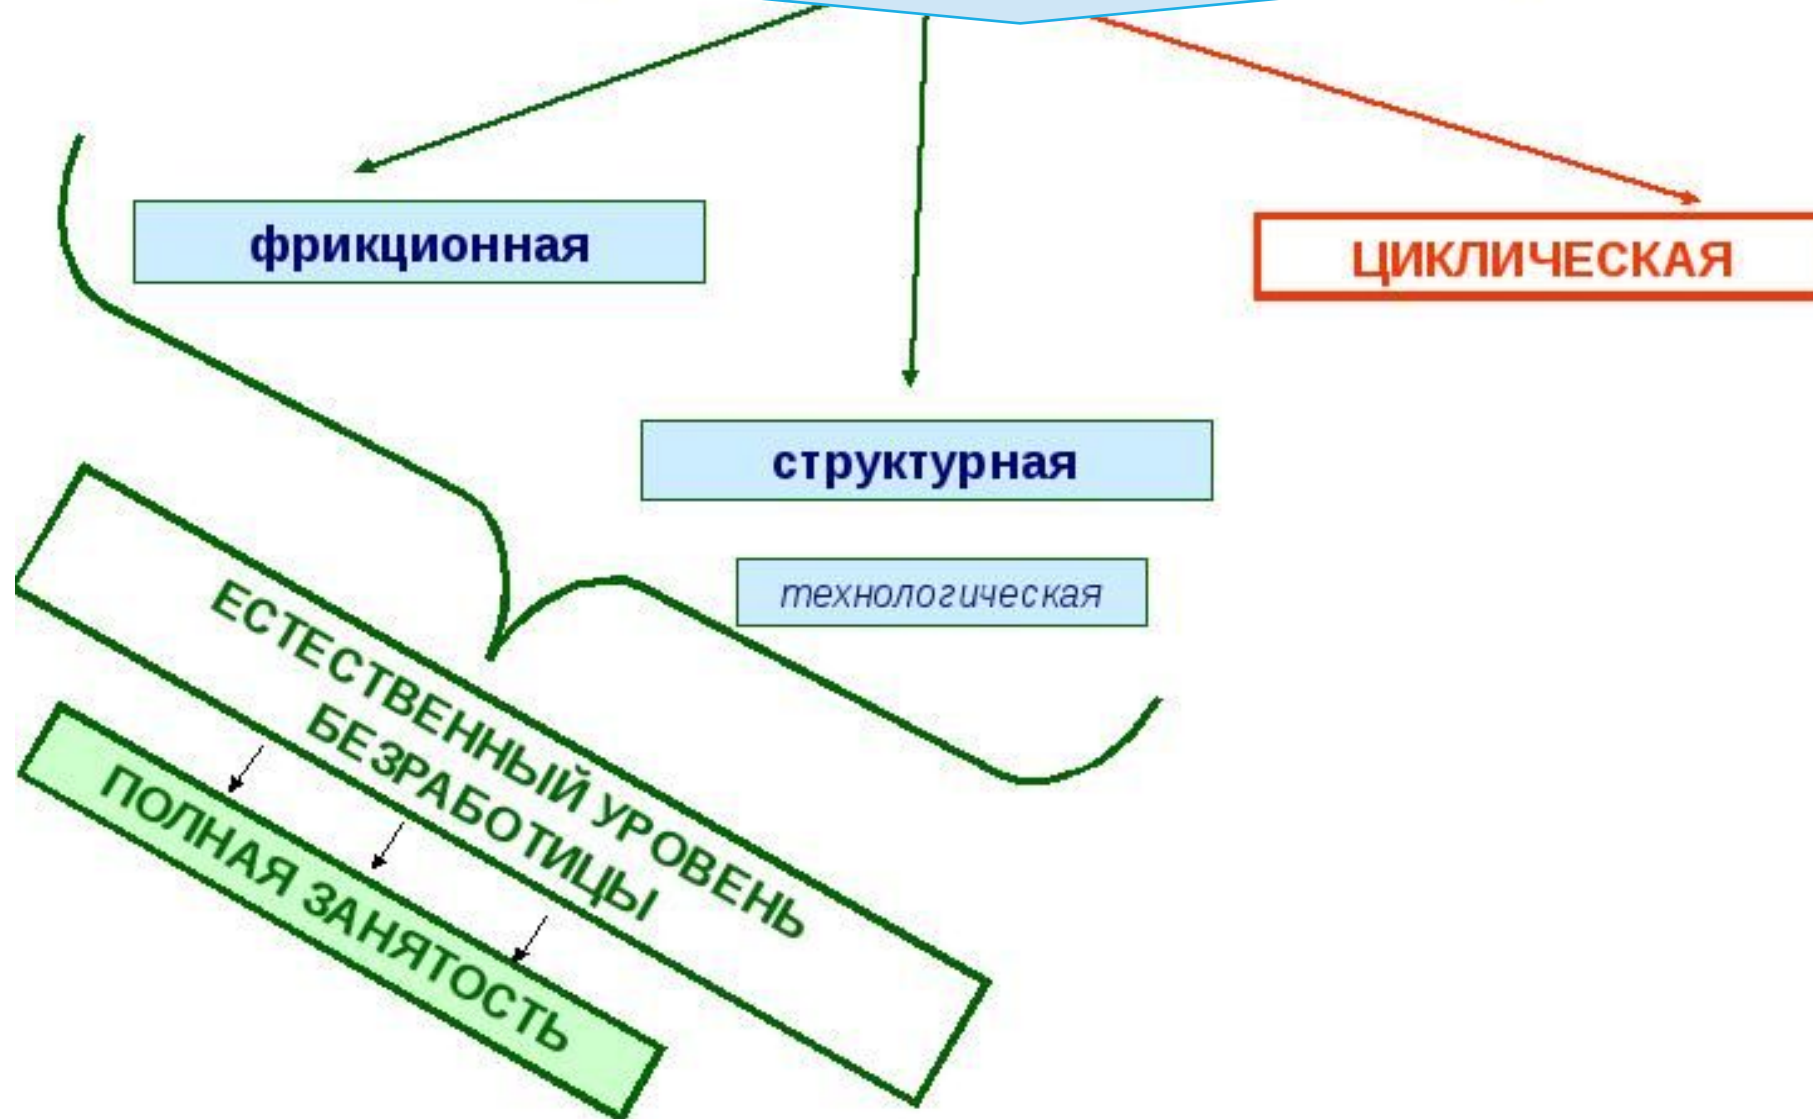 фрикционная
ЦИКЛИЧЕСКАЯ
структурная
технологическая
ЕСТЕСТВЕННЫЙ УРОВЕНЬ
БЕЗРАБОТИЦЫ
ПОЛНАЯ ЗАНЯТОСТЬ